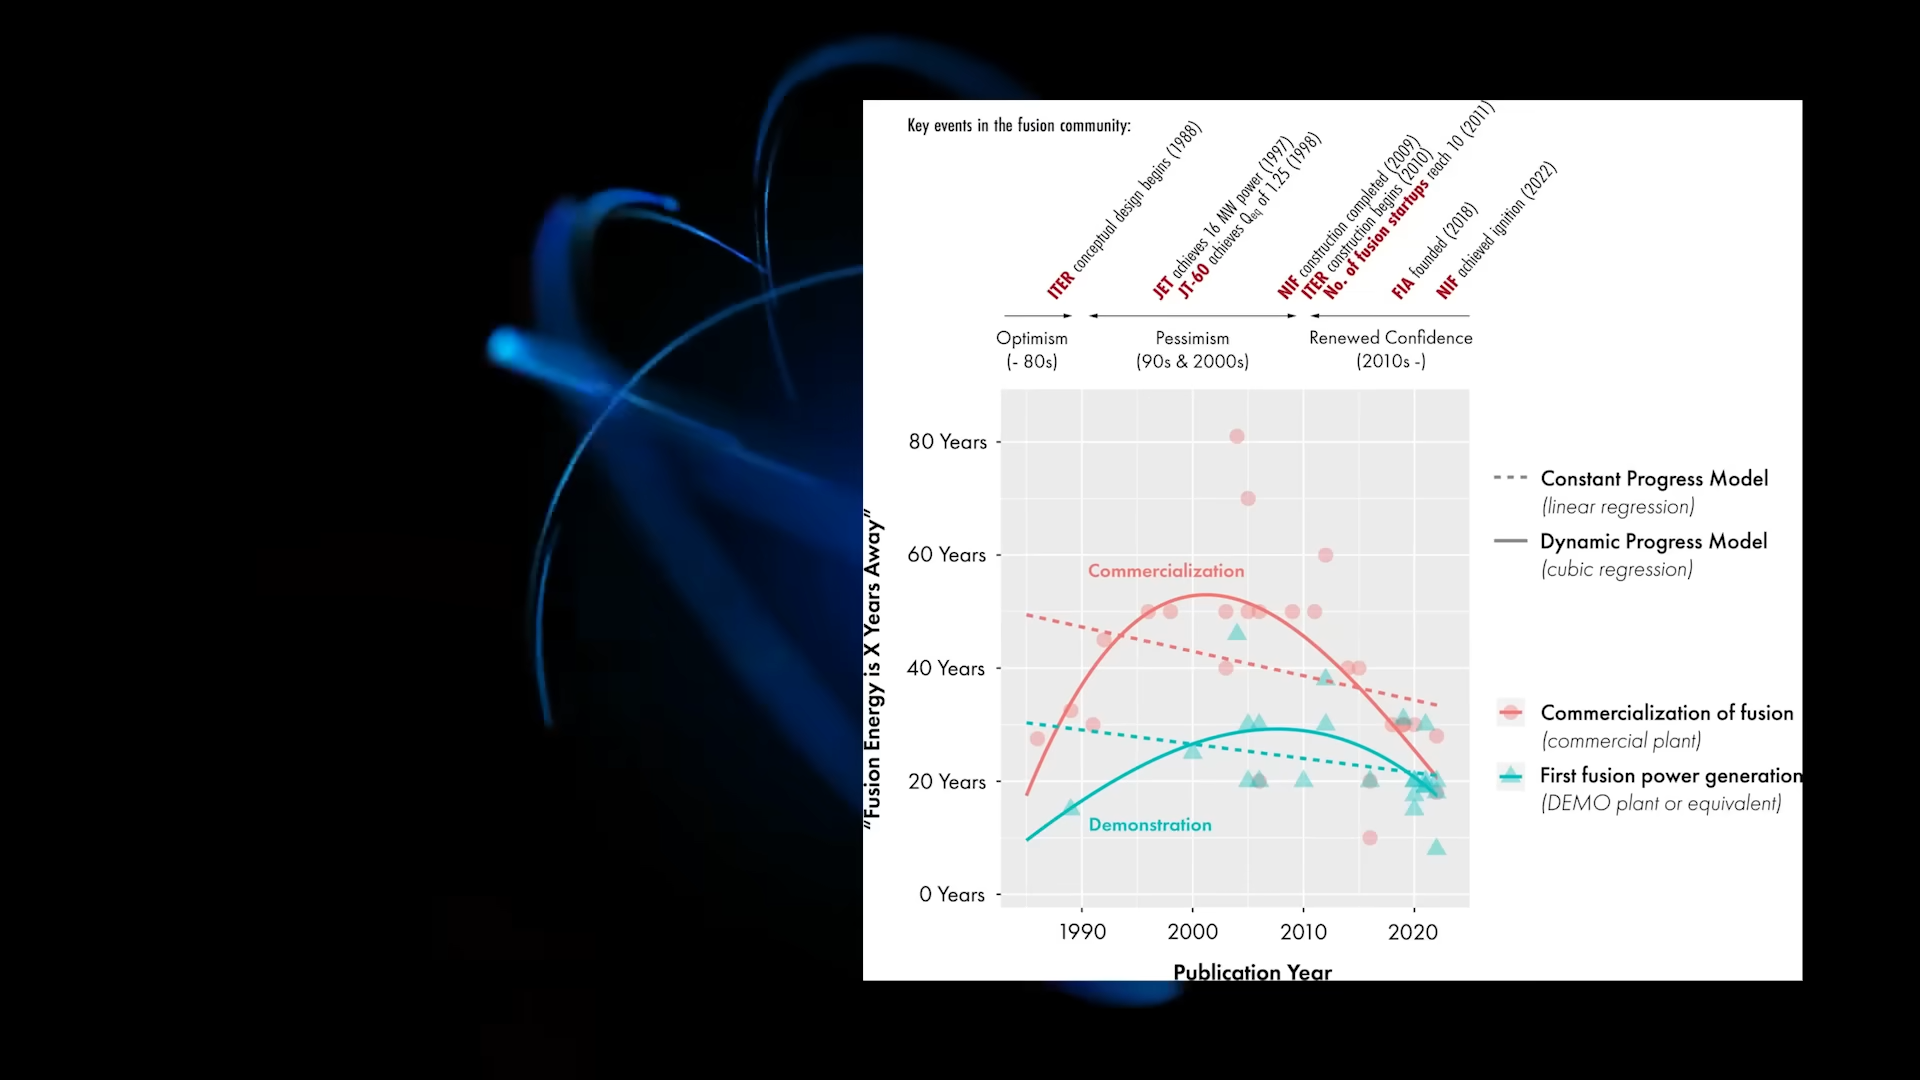 Key events in the fusion community:
ITER conceptual design begins (1988)
JET achieves 16 MW power (1997)
JT-60 achieves Qeq of 1.25 (1998)
NIF construction completed (2009)
ITER construction begins (2010)
No. of fusion startups reach 10 (2011)
FIA founded (2018)
NIF achieved ignition (2022)
Optimism
(- 80s)
Pessimism
(90s & 2000s)
Renewed Confidence
(2010s -)
"Fusion Energy is X Years Away"
80 Years
60 Years
40 Years
20 Years
0 Years
Commercialization
Demonstration
1990
2000
2010
2020
Publication Year
Constant Progress Model
(linear regression)
Dynamic Progress Model
(cubic regression)
Commercialization of fusion
(commercial plant)
First fusion power generation
(DEMO plant or equivalent)